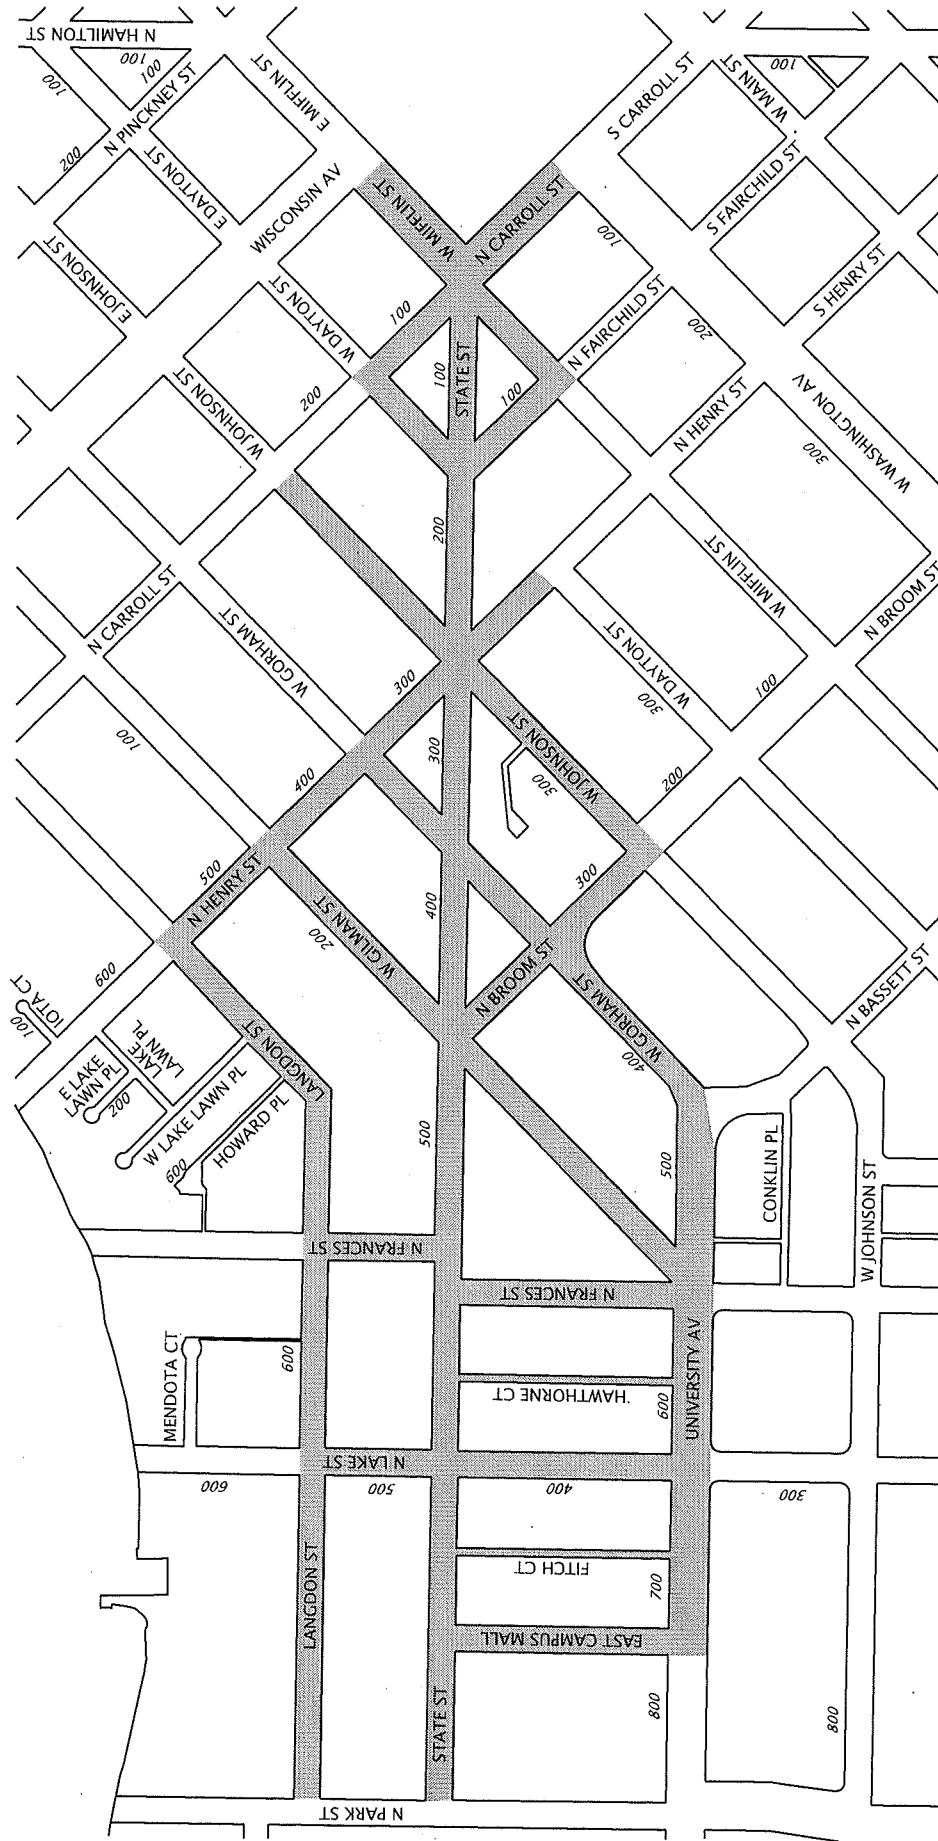 N HAMILTON ST
100
100
100
N PINCKNEY ST
200
E MIFFLIN ST
E DAYTON ST
E JOHNSON ST
WISCONSIN AV
S CARROLL ST
W MAIN ST
100
S FAIRCHILD ST
S HENRY ST
W MIFFLIN ST
N CARROLL ST
100
W DAYTON ST
100
STATE ST
100
100
N FAIRCHILD ST
200
W JOHNSON ST
200
N HENRY ST
W WASHINGTON AV
300
200
N CARROLL ST
W GORHAM ST
W MIFFLIN ST
N BROOM ST
300
W DAYTON ST
300
100
100
300
W JOHNSON ST
300
200
400
500
N HENRY ST
W GILMAN ST
200
400
300
N BROOM ST
W GORHAM ST
400
N BASSETT ST
600
IOTA CT
100
E LAKE
LAWN PL
200
LAKE
LAWN PL
W LAKE LAWN PL
HOWARD PL
600
LANGDON ST
500
500
CONKLIN PL
W JOHNSON ST
N FRANCES ST
N FRANCES ST
MENDOTA CT
600
HAWTHORNE CT
600
UNIVERSITY AV
N LAKE ST
600
500
400
300
LANGDON ST
FITCH CT
700
EAST CAMPUS MALL
STATE ST
800
800
N PARK ST